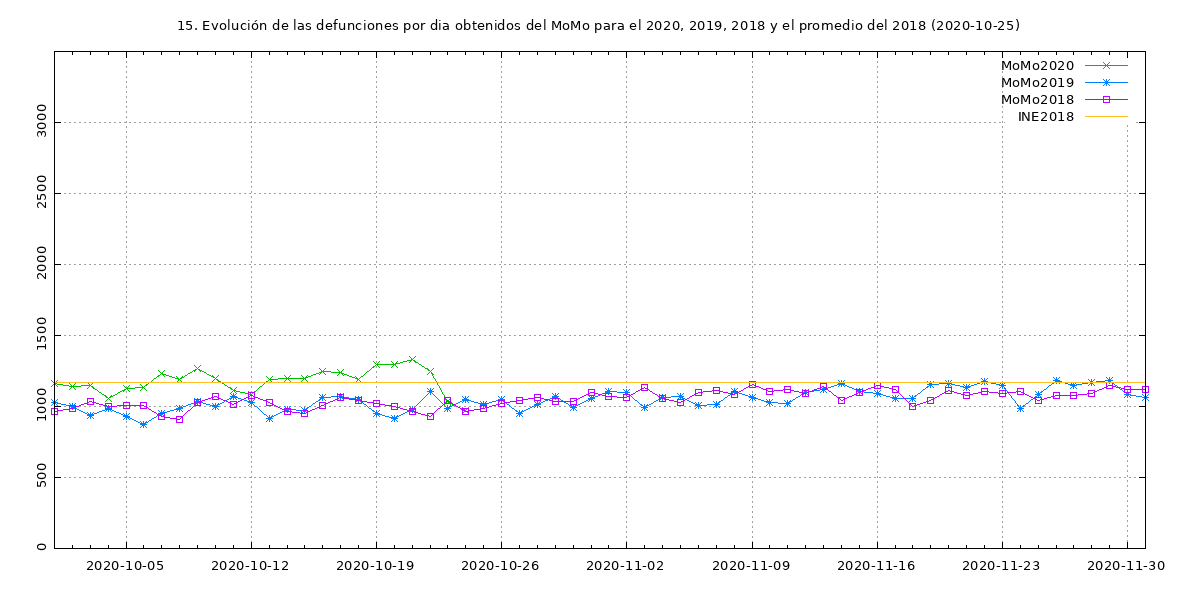 15. Evolución de las defunciones por dia obtenidos del MoMo para el 2020, 2019, 2018 y el promedio del 2018 (2020-10-25)
MoMo2020
MoMo2019
MoMo2018
INE2018
3000
2500
2000
1500
1000
500
0
2020-10-05 2020-10-12 2020-10-19 2020-10-26 2020-11-02 2020-11-09 2020-11-16 2020-11-23 2020-11-30